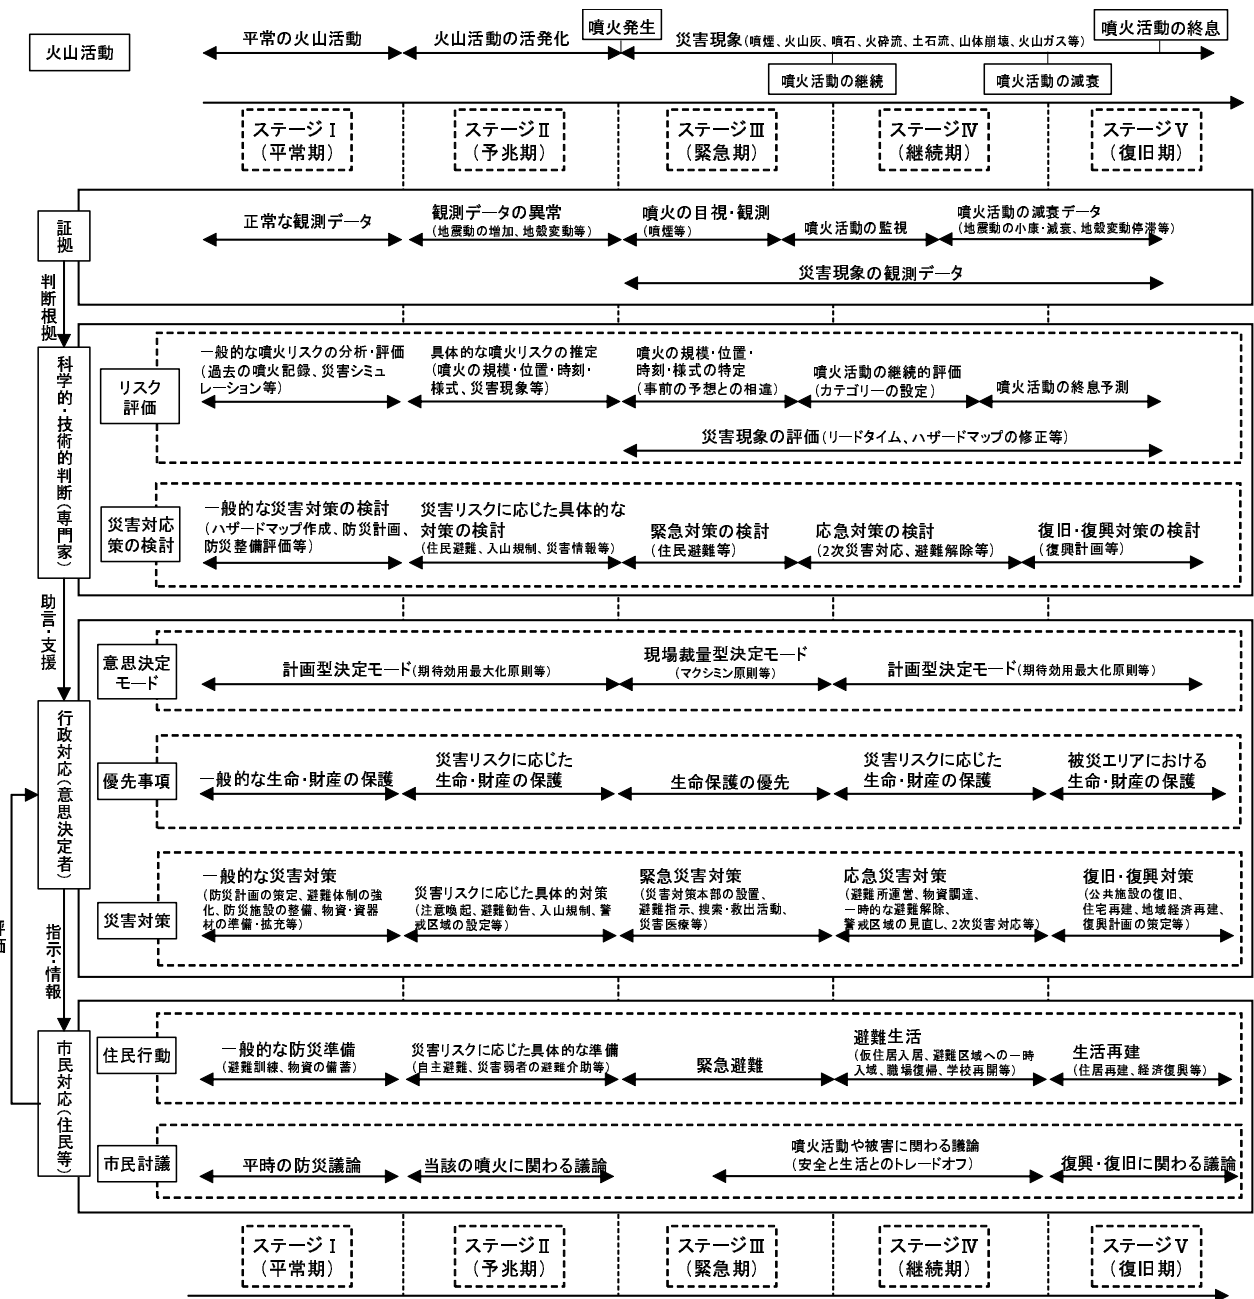 火山活動
平常の火山活動
火山活動の活発化
噴火発生
災害現象(噴煙、火山灰、噴石、火砕流、土石流、山体崩壊、火山ガス等)
噴火活動の終息
噴火活動の継続
噴火活動の減衰
ステージⅠ
(平常期)
ステージⅡ
(予兆期)
ステージⅢ
(緊急期)
ステージⅣ
(継続期)
ステージⅤ
(復旧期)
証拠
正常な観測データ
観測データの異常
(地震動の増加、地殻変動等)
噴火の目視・観測
(噴煙等)
噴火活動の監視
噴火活動の減衰データ
(地震動の小康・減衰、地殻変動停滞等)
災害現象の観測データ
判断根拠
科学的・技術的判断(専門家)
リスク
評価
一般的な噴火リスクの分析・評価
(過去の噴火記録、災害シミュ
レーション等)
具体的な噴火リスクの推定
(噴火の規模・位置・時刻・
様式、災害現象等)
噴火の規模・位置・
時刻・様式の特定
(事前の予想との相違)
噴火活動の継続的評価
(カテゴリーの設定)
噴火活動の終息予測
災害現象の評価(リードタイム、ハザードマップの修正等)
災害対応
策の検討
一般的な災害対策の検討
(ハザードマップ作成、防災計画、
防災整備評価等)
災害リスクに応じた具体的な
対策の検討
(住民避難、入山規制、災害情報等)
緊急対策の検討
(住民避難等)
応急対策の検討
(2次災害対応、避難解除等)
復旧・復興対策の検討
(復興計画等)
助言・支援
行政対応(意思決定者)
意思決定
モード
計画型決定モード(期待効用最大化原則等)
現場裁量型決定モード
(マクシミン原則等)
計画型決定モード(期待効用最大化原則等)
優先事項
一般的な生命・財産の保護
災害リスクに応じた
生命・財産の保護
生命保護の優先
災害リスクに応じた
生命・財産の保護
被災エリアにおける
生命・財産の保護
災害対策
一般的な災害対策
(防災計画の策定、避難体制の強
化、防災施設の整備、物資・資器
材の準備・拡充等)
災害リスクに応じた具体的対策
(注意喚起、避難勧告、入山規制、警
戒区域の設定等)
緊急災害対策
(災害対策本部の設置、
避難指示、捜索・救出活動、
災害医療等)
応急災害対策
(避難所運営、物資調達、
一時的な避難解除、
警戒区域の見直し、2次災害対応等)
復旧・復興対策
(公共施設の復旧、
住宅再建、地域経済再建、
復興計画の策定等)
指示・情報
市民対応(住民等)
住民行動
一般的な防災準備
(避難訓練、物資の備蓄)
災害リスクに応じた具体的な準備
(自主避難、災害弱者の避難介助等)
緊急避難
避難生活
(仮住居入居、避難区域への一時
入域、職場復帰、学校再開等)
生活再建
(住居再建、経済復興等)
市民討議
平時の防災議論
当該の噴火に関わる議論
噴火活動や被害に関わる議論
(安全と生活とのトレードオフ)
復興・復旧に関わる議論
ステージⅠ
(平常期)
ステージⅡ
(予兆期)
ステージⅢ
(緊急期)
ステージⅣ
(継続期)
ステージⅤ
(復旧期)